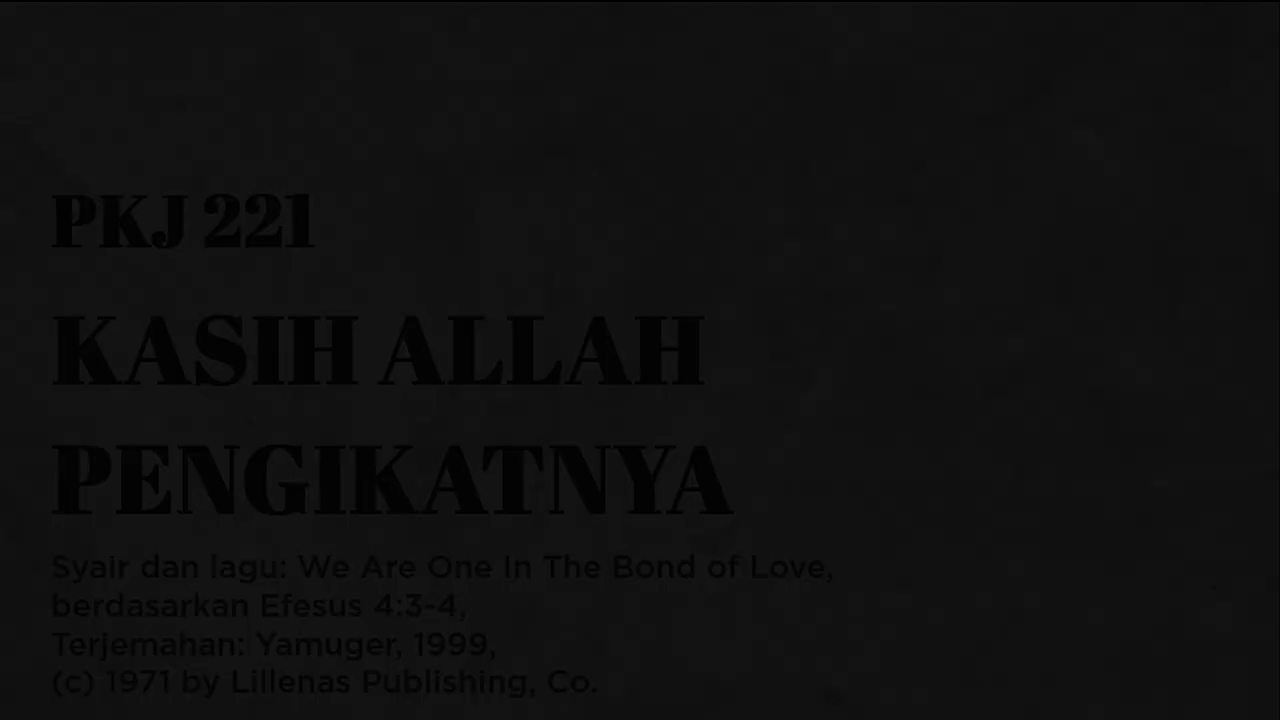 PKJ 221
KASIH ALLAH
PENGIKATNYA
Syair dan lagu: We Are One In The Bond of Love,
berdasarkan Efesus 4:3-4,
Terjemahan: Yamuger, 1999,
(c) 1971 by Lillenas Publishing, Co.